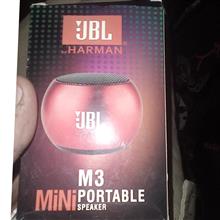 JBL
by HARMAN
JBL
M3
MiNi PORTABLE
SPEAKER